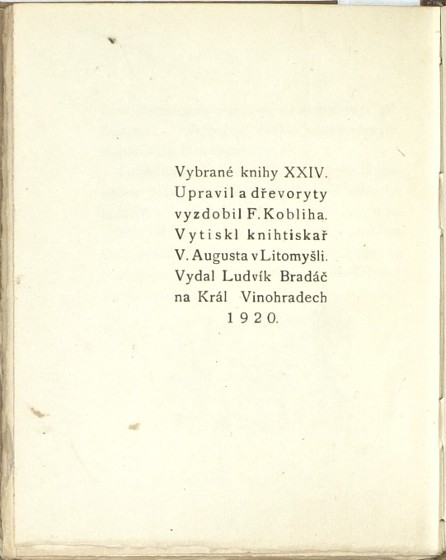 Vybrané knihy XXIV.
Upravil a dřevoryty
vyzdobil F. Kobliha.
Vytiskl knihtiskař
V. Augusta v Litomyšli.
Vydal Ludvík Bradáč
na Král Vinohradech
1920.